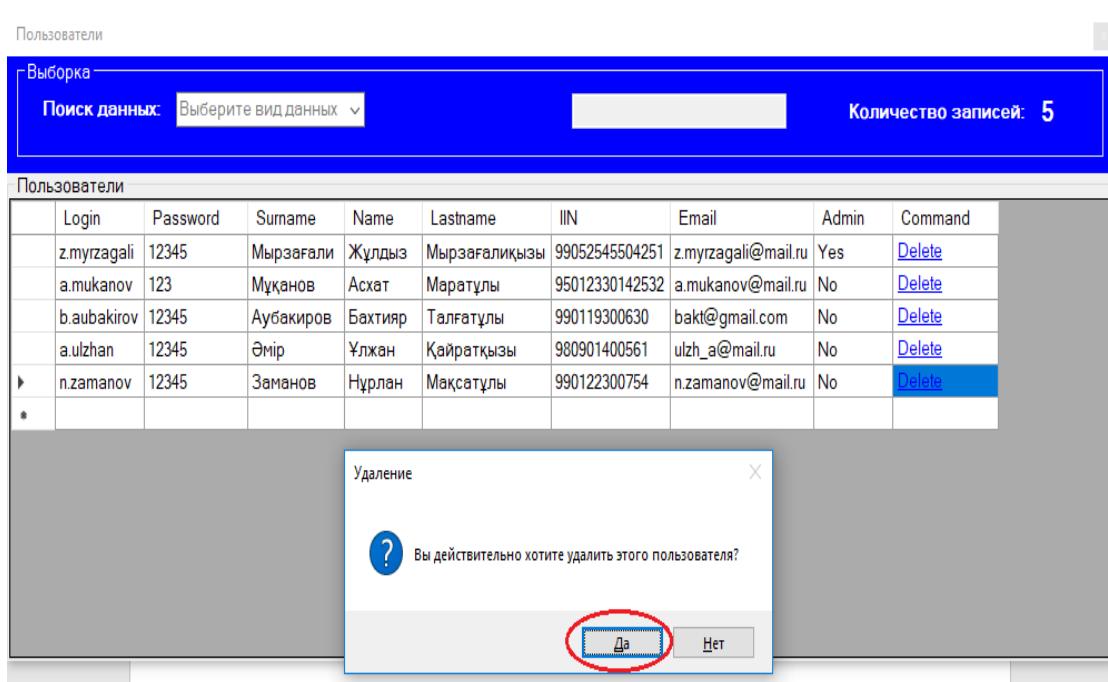 Пользователи
Выборка
Поиск данных: Выберите вид данных Количество записей: 5
Пользователи
Login Password Surname Name Lastname IIN Email Admin Command
z.myrzagali 12345 Мырзағали Жұлдыз Мырзағалиқызы 99052545504251 z.myrzagali@mail.ru Yes Delete
a.mukanov 123 Мұқанов Асхат Маратұлы 95012330142532 a.mukanov@mail.ru No Delete
b.aubakirov 12345 Аубакиров Бахтияр Талғатұлы 990119300630 bakt@gmail.com No Delete
a.ulzhan 12345 Әмір Ұлжан Қайратқызы 980901400561 ulzh_a@mail.ru No Delete
n.zamanov 12345 Заманов Нұрлан Мақсатұлы 990122300754 n.zamanov@mail.ru No Delete
Удаление
Вы действительно хотите удалить этого пользователя?
Да Нет